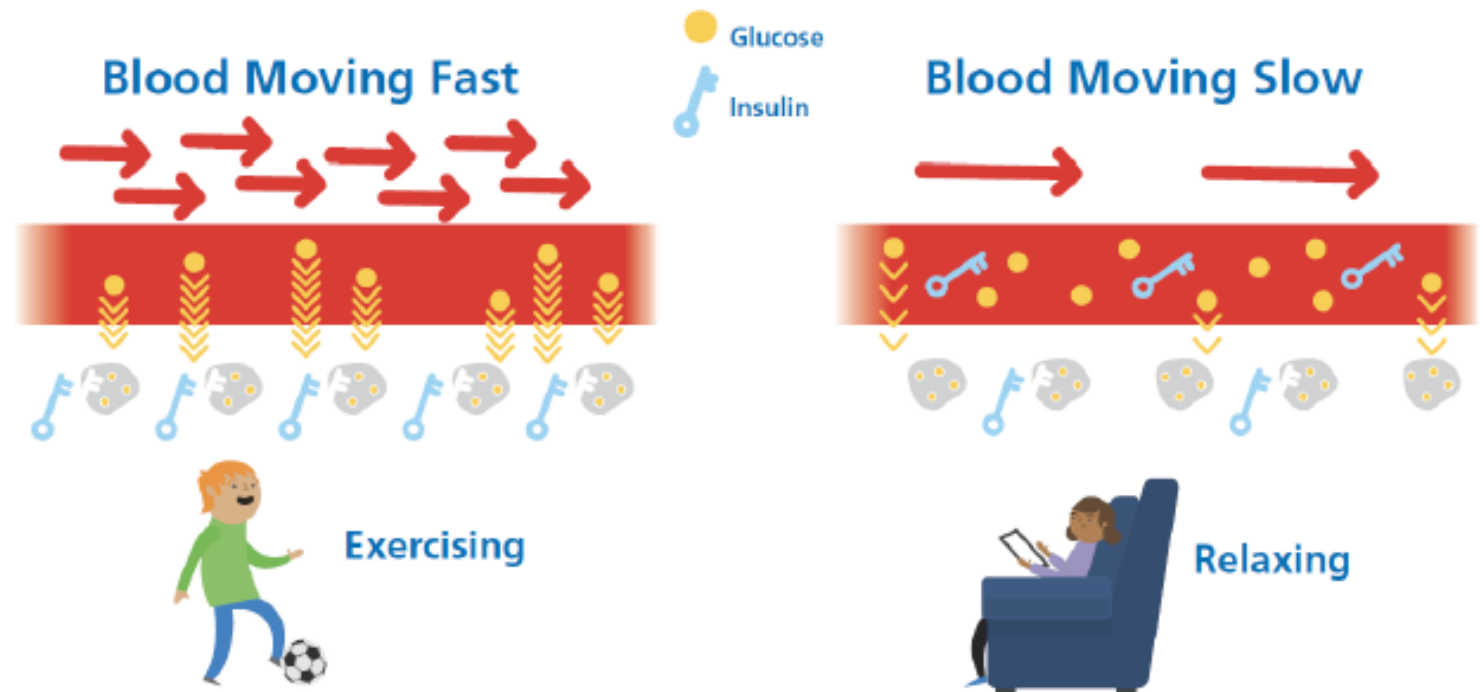 Glucose
Insulin
Blood Moving Fast
Blood Moving Slow
Exercising
Relaxing